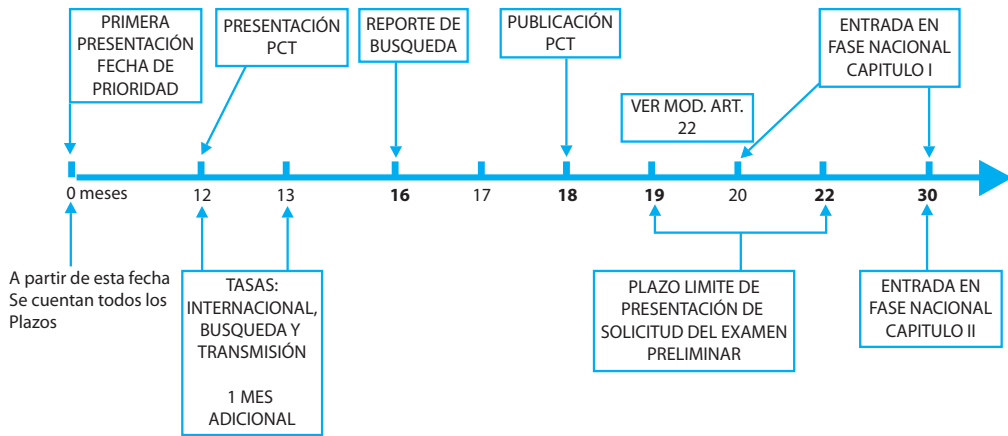 PRIMERA
PRESENTACIÓN
FECHA DE
PRIORIDAD
PRESENTACIÓN
PCT
REPORTE DE
BUSQUEDA
PUBLICACIÓN
PCT
VER MOD. ART.
22
ENTRADA EN
FASE NACIONAL
CAPITULO I
0 meses
12
13
16
17
18
19
20
22
30
A partir de esta fecha
Se cuentan todos los
Plazos
TASAS:
INTERNACIONAL,
BUSQUEDA Y
TRANSMISIÓN
1 MES
ADICIONAL
PLAZO LIMITE DE
PRESENTACIÓN DE
SOLICITUD DEL EXAMEN
PRELIMINAR
ENTRADA EN
FASE NACIONAL
CAPITULO II